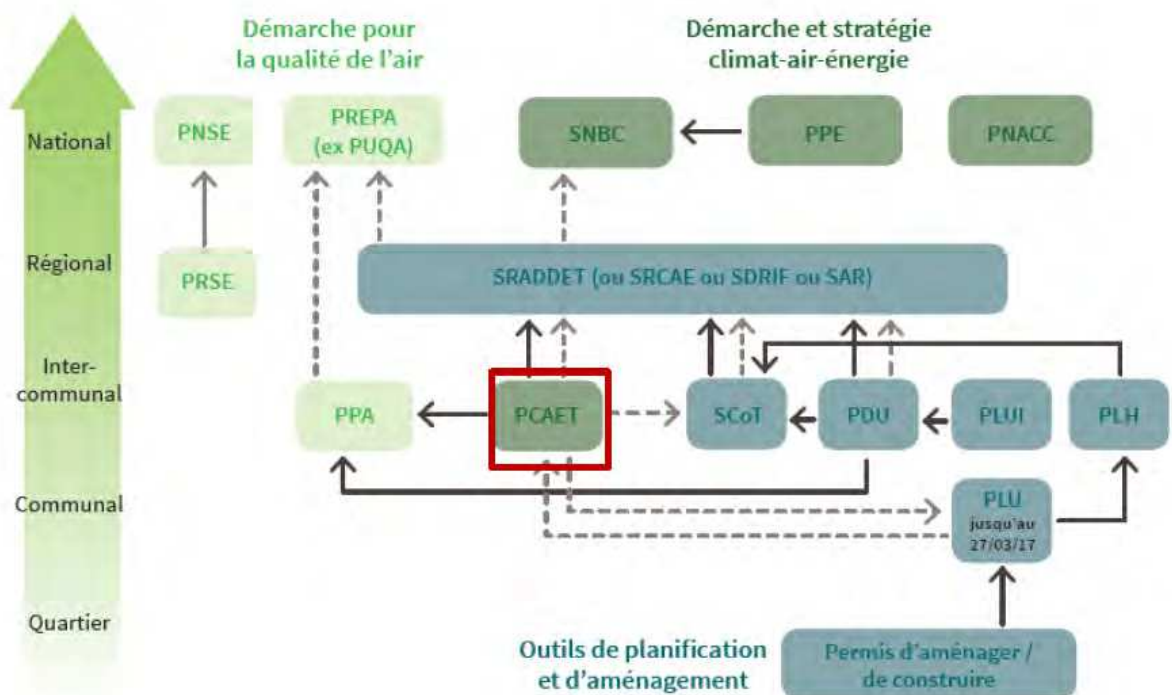 Démarche pour
la qualité de l'air
Démarche et stratégie
climat-air-énergie
National
PNSE
PREPA
(ex PUQA)
SNBC
PPE
PNACC
Régional
PRSE
SRADDET (ou SRCAE ou SDRIF ou SAR)
Inter-
communal
PPA
PCAET
SCoT
PDU
PLUI
PLH
Communal
PLU
jusqu'au
27/03/17
Quartier
Outils de planification
et d'aménagement
Permis d'aménager /
de construire